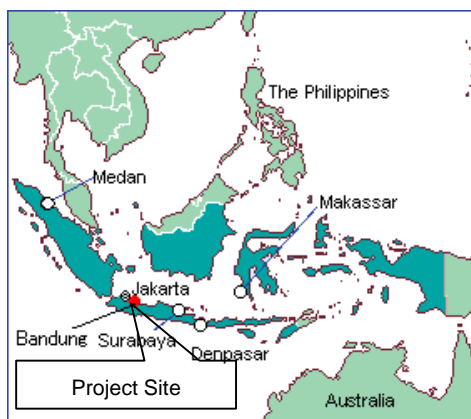 The Philippines
Medan
Makassar
Jakarta
Bandung
Surabaya
Denpasar
Project Site
Australia